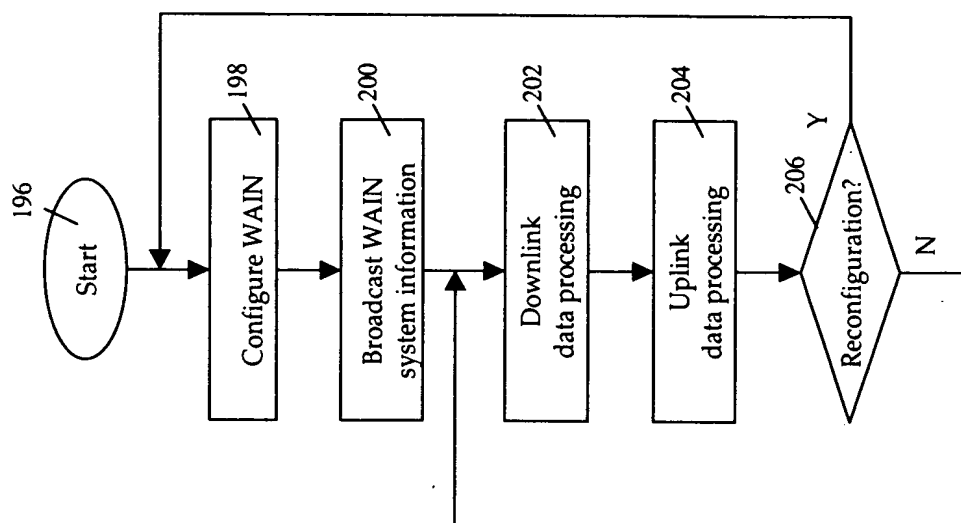 196
Start
198
Configure WAIN
200
Broadcast WAIN
system information
202
Downlink
data processing
204
Uplink
data processing
206
Reconfiguration?
Y
N